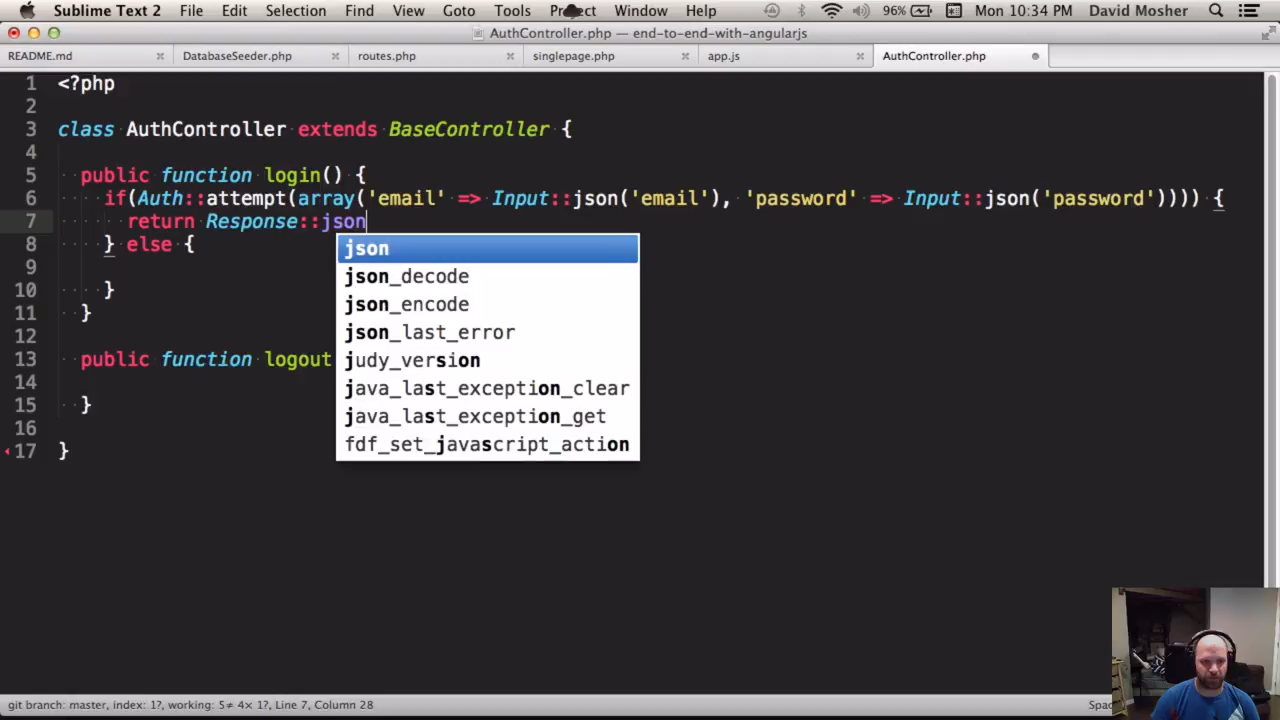 Sublime Text 2 File Edit Selection Find View Goto Tools Project Window Help 96% Mon 10:34 PM David Mosher
AuthController.php — end-to-end-with-angularjs
README.md DatabaseSeeder.php routes.php singlepage.php app.js AuthController.php
1 <?php
2
3 class AuthController extends BaseController {
4
5 public function login() {
6 if(Auth::attempt(array('email' => Input::json('email'), 'password' => Input::json('password')))) {
7 return Response::json
8 } else {
json
9
json_decode
10 }
json_encode
11 }
12
json_last_error
13 public function logout
judy_version
14
java_last_exception_clear
15 }
java_last_exception_get
16
fdf_set_javascript_action
17 }
git branch: master, index: 1?, working: 5≠ 4× 1?, Line 7, Column 28